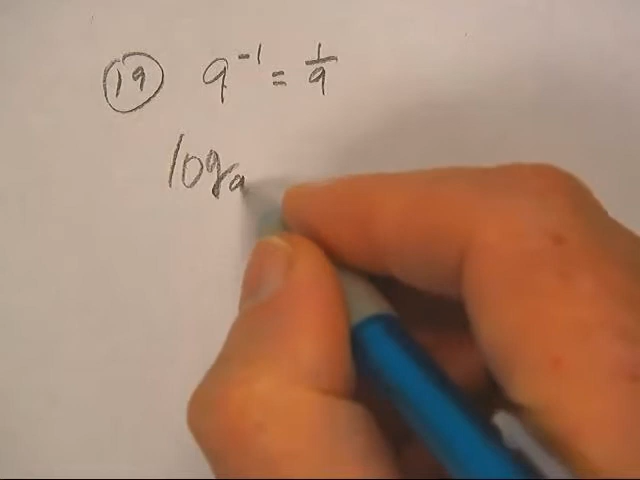 19 9⁻¹ = 1/9
log₉